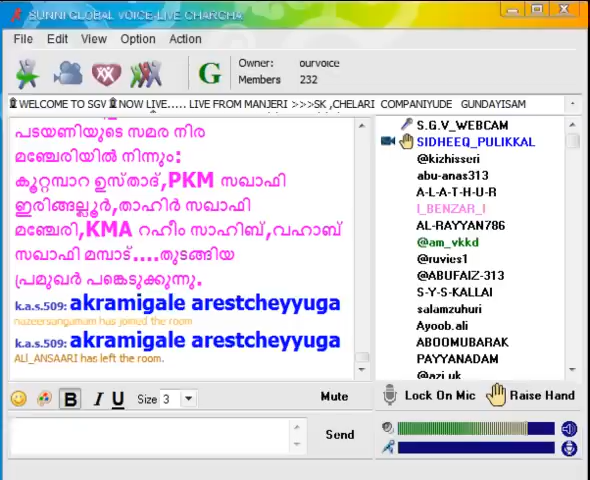 SUNNI GLOBAL VOICE-LIVE CHARCHA
File Edit View Option Action
G
Owner: ourvoice
Members 232
WELCOME TO SGV NOW LIVE..... LIVE FROM MANJERI >>>SK ,CHELARI COMPANIYUDE GUNDAYISAM
പടയണിയുടെ സമര നിര
മഞ്ചേരിയിൽ നിന്നും:
കൂറ്റമ്പാറ ഉസ്താദ്,PKM സഖാഫി
ഇരിങ്ങല്ലൂർ,താഹിർ സഖാഫി
മഞ്ചേരി,KMA റഹീം സാഹിബ്,വഹാബ്
സഖാഫി മമ്പാട്....തുടങ്ങിയ
പ്രമുഖർ പങ്കെടുക്കുന്നു.
k.a.s.509: akramigale arestcheyyuga
nazeersangamam has joined the room
k.a.s.509: akramigale arestcheyyuga
ALI_ANSAARI has left the room.
S.G.V_WEBCAM
SIDHEEQ_PULIKKAL
@kizhisseri
abu-anas313
A-L-A-T-H-U-R
I_BENZAR_I
AL-RAYYAN786
@am_vkkd
@ruvies1
@ABUFAIZ-313
S-Y-S-KALLAI
salamzuhuri
Ayoob.ali
ABOOMUBARAK
PAYYANADAM
@azi.uk
B I U Size 3 Mute
Lock On Mic Raise Hand
Send